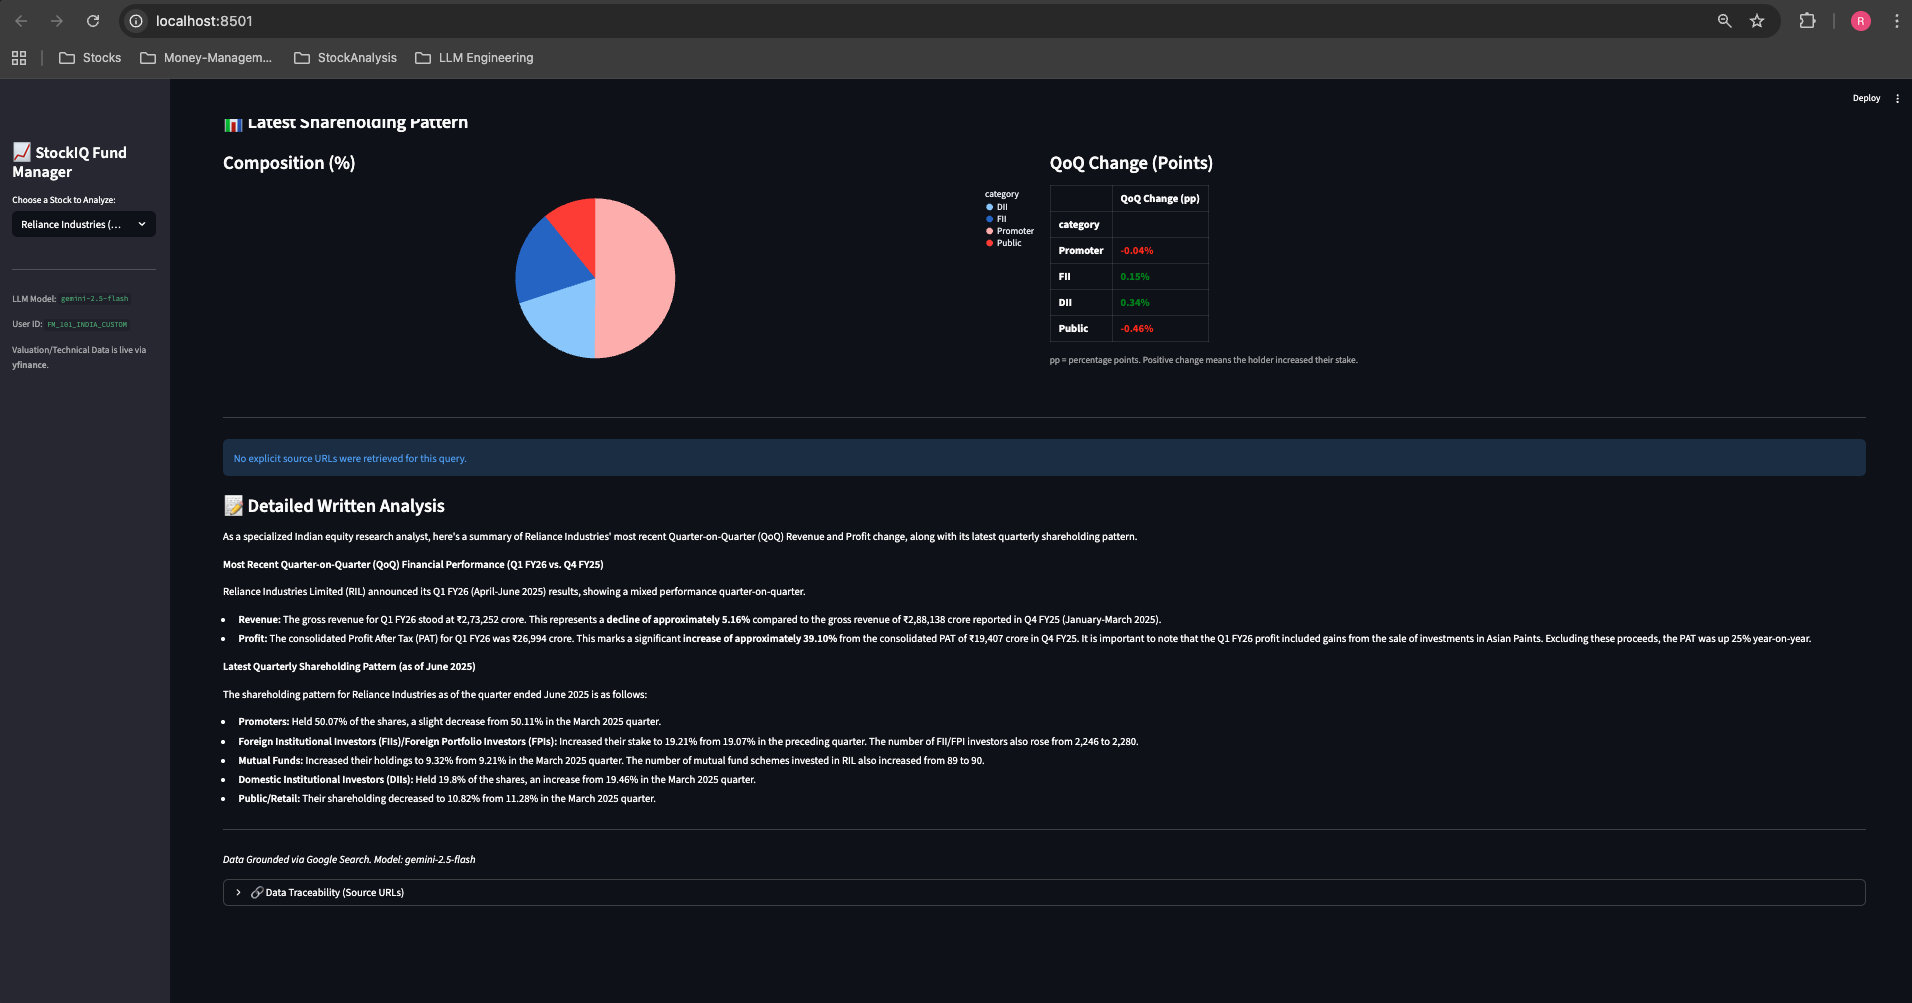 localhost:8501
R
Stocks
Money-Managem...
StockAnalysis
LLM Engineering
Deploy
StockIQ Fund
Manager
Choose a Stock to Analyze:
Reliance Industries (...
LLM Model: gemini-2.5-flash
User ID: FM_101_INDIA_CUSTOM
Valuation/Technical Data is live via
yfinance.
Latest Shareholding Pattern
Composition (%)
category
DII
FII
Promoter
Public
QoQ Change (Points)
QoQ Change (pp)
category
Promoter -0.04%
FII 0.15%
DII 0.34%
Public -0.46%
pp = percentage points. Positive change means the holder increased their stake.
No explicit source URLs were retrieved for this query.
Detailed Written Analysis
As a specialized Indian equity research analyst, here's a summary of Reliance Industries' most recent Quarter-on-Quarter (QoQ) Revenue and Profit change, along with its latest quarterly shareholding pattern.
Most Recent Quarter-on-Quarter (QoQ) Financial Performance (Q1 FY26 vs. Q4 FY25)
Reliance Industries Limited (RIL) announced its Q1 FY26 (April-June 2025) results, showing a mixed performance quarter-on-quarter.
• Revenue: The gross revenue for Q1 FY26 stood at ₹2,73,252 crore. This represents a decline of approximately 5.16% compared to the gross revenue of ₹2,88,138 crore reported in Q4 FY25 (January-March 2025).
• Profit: The consolidated Profit After Tax (PAT) for Q1 FY26 was ₹26,994 crore. This marks a significant increase of approximately 39.10% from the consolidated PAT of ₹19,407 crore in Q4 FY25. It is important to note that the Q1 FY26 profit included gains from the sale of investments in Asian Paints. Excluding these proceeds, the PAT was up 25% year-on-year.
Latest Quarterly Shareholding Pattern (as of June 2025)
The shareholding pattern for Reliance Industries as of the quarter ended June 2025 is as follows:
• Promoters: Held 50.07% of the shares, a slight decrease from 50.11% in the March 2025 quarter.
• Foreign Institutional Investors (FIIs)/Foreign Portfolio Investors (FPIs): Increased their stake to 19.21% from 19.07% in the preceding quarter. The number of FII/FPI investors also rose from 2,246 to 2,280.
• Mutual Funds: Increased their holdings to 9.32% from 9.21% in the March 2025 quarter. The number of mutual fund schemes invested in RIL also increased from 89 to 90.
• Domestic Institutional Investors (DIIs): Held 19.8% of the shares, an increase from 19.46% in the March 2025 quarter.
• Public/Retail: Their shareholding decreased to 10.82% from 11.28% in the March 2025 quarter.
Data Grounded via Google Search. Model: gemini-2.5-flash
Data Traceability (Source URLs)